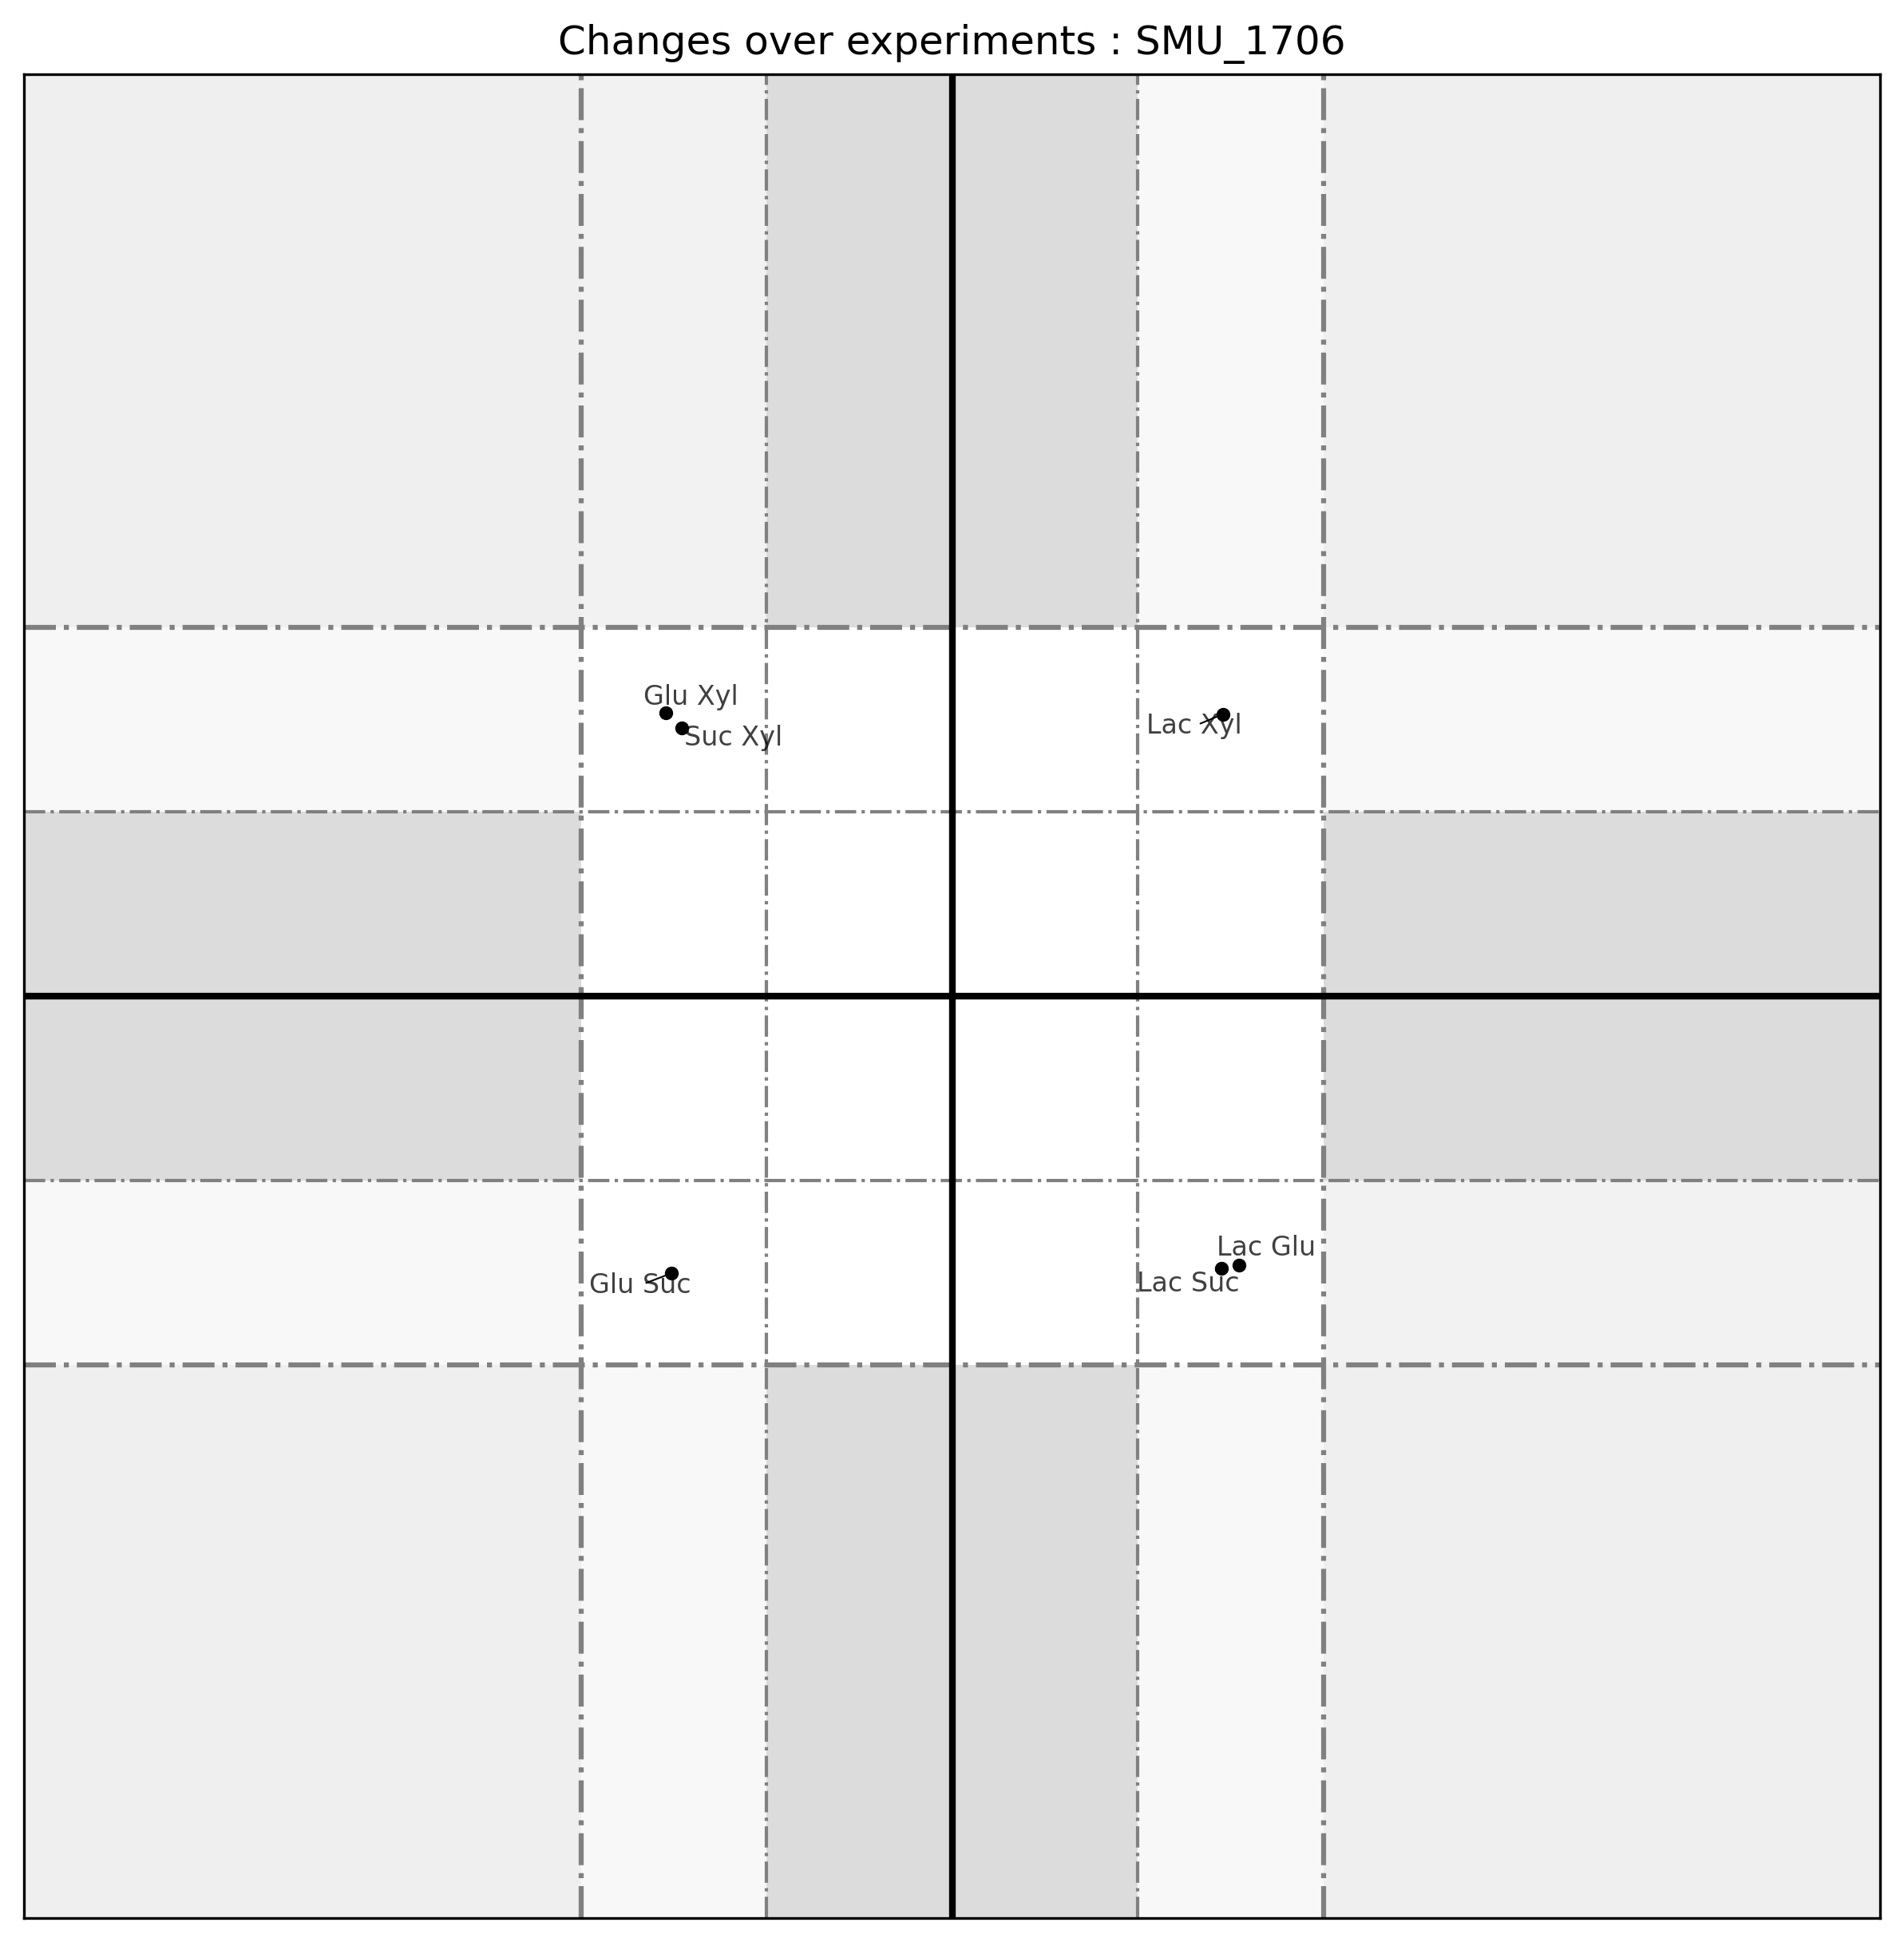 Changes over experiments : SMU_1706
Glu Xyl
Suc Xyl
Lac Xyl
Lac Glu
Lac Suc
Glu Suc